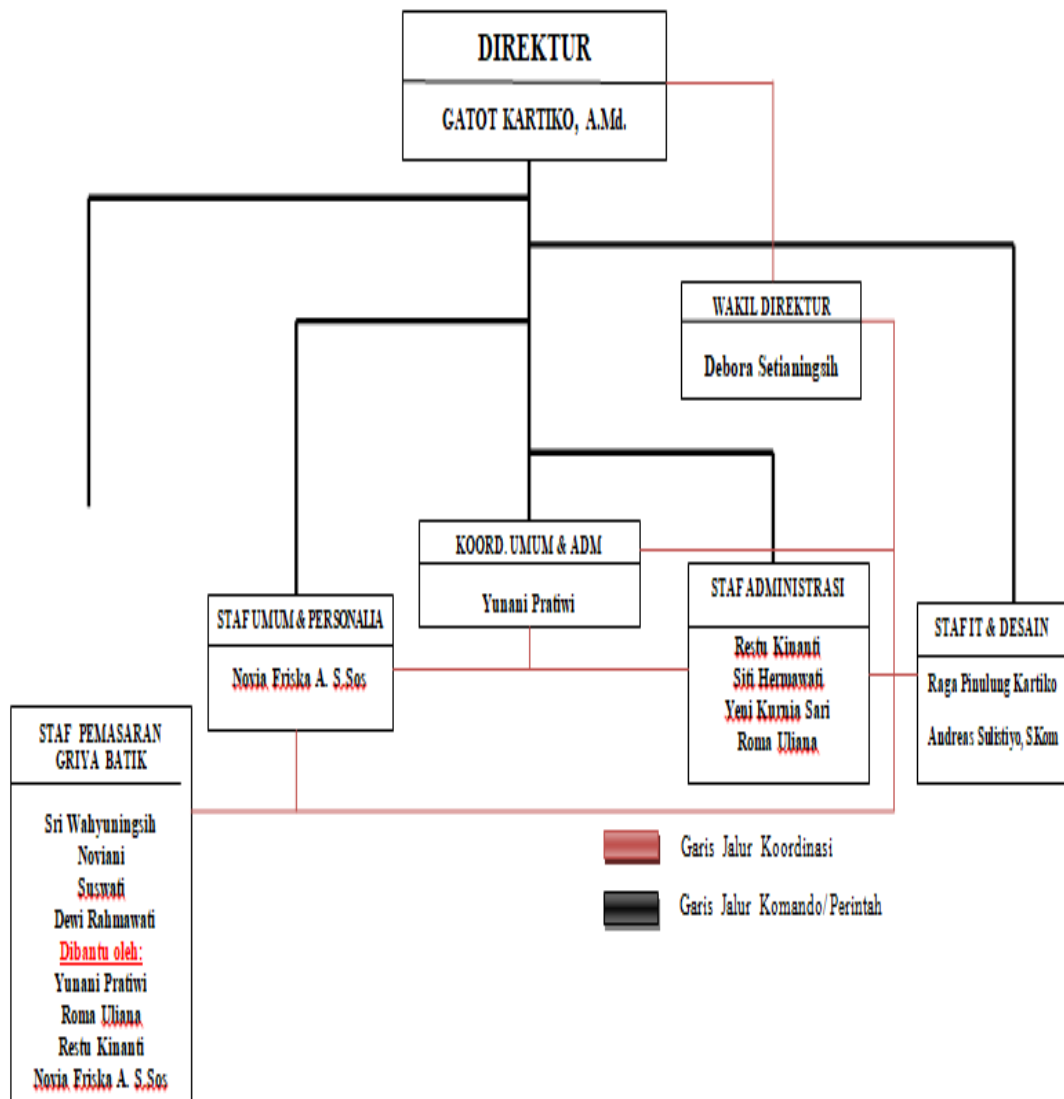 DIREKTUR
GATOT KARTIKO, A.Md.
WAKIL DIREKTUR
Debora Setianingsih
KOORD. UMUM & ADM
Yunani Pratiwi
STAF UMUM & PERSONALIA
Novia Friska A. S.Sos
STAF ADMINISTRASI
Restu Kinanti
Siti Hermawati
Yeni Kurnia Sari
Roma Uliana
STAF IT & DESAIN
Raga Pinulung Kartiko
Andreas Sulistiyo, S.Kom
STAF PEMASARAN
GRIYA BATIK
Sri Wahyuningsih
Noviani
Suswati
Dewi Rahmawati
Dibantu oleh:
Yunani Pratiwi
Roma Uliana
Restu Kinanti
Novia Friska A. S.Sos
Garis Jalur Koordinasi
Garis Jalur Komando/Perintah